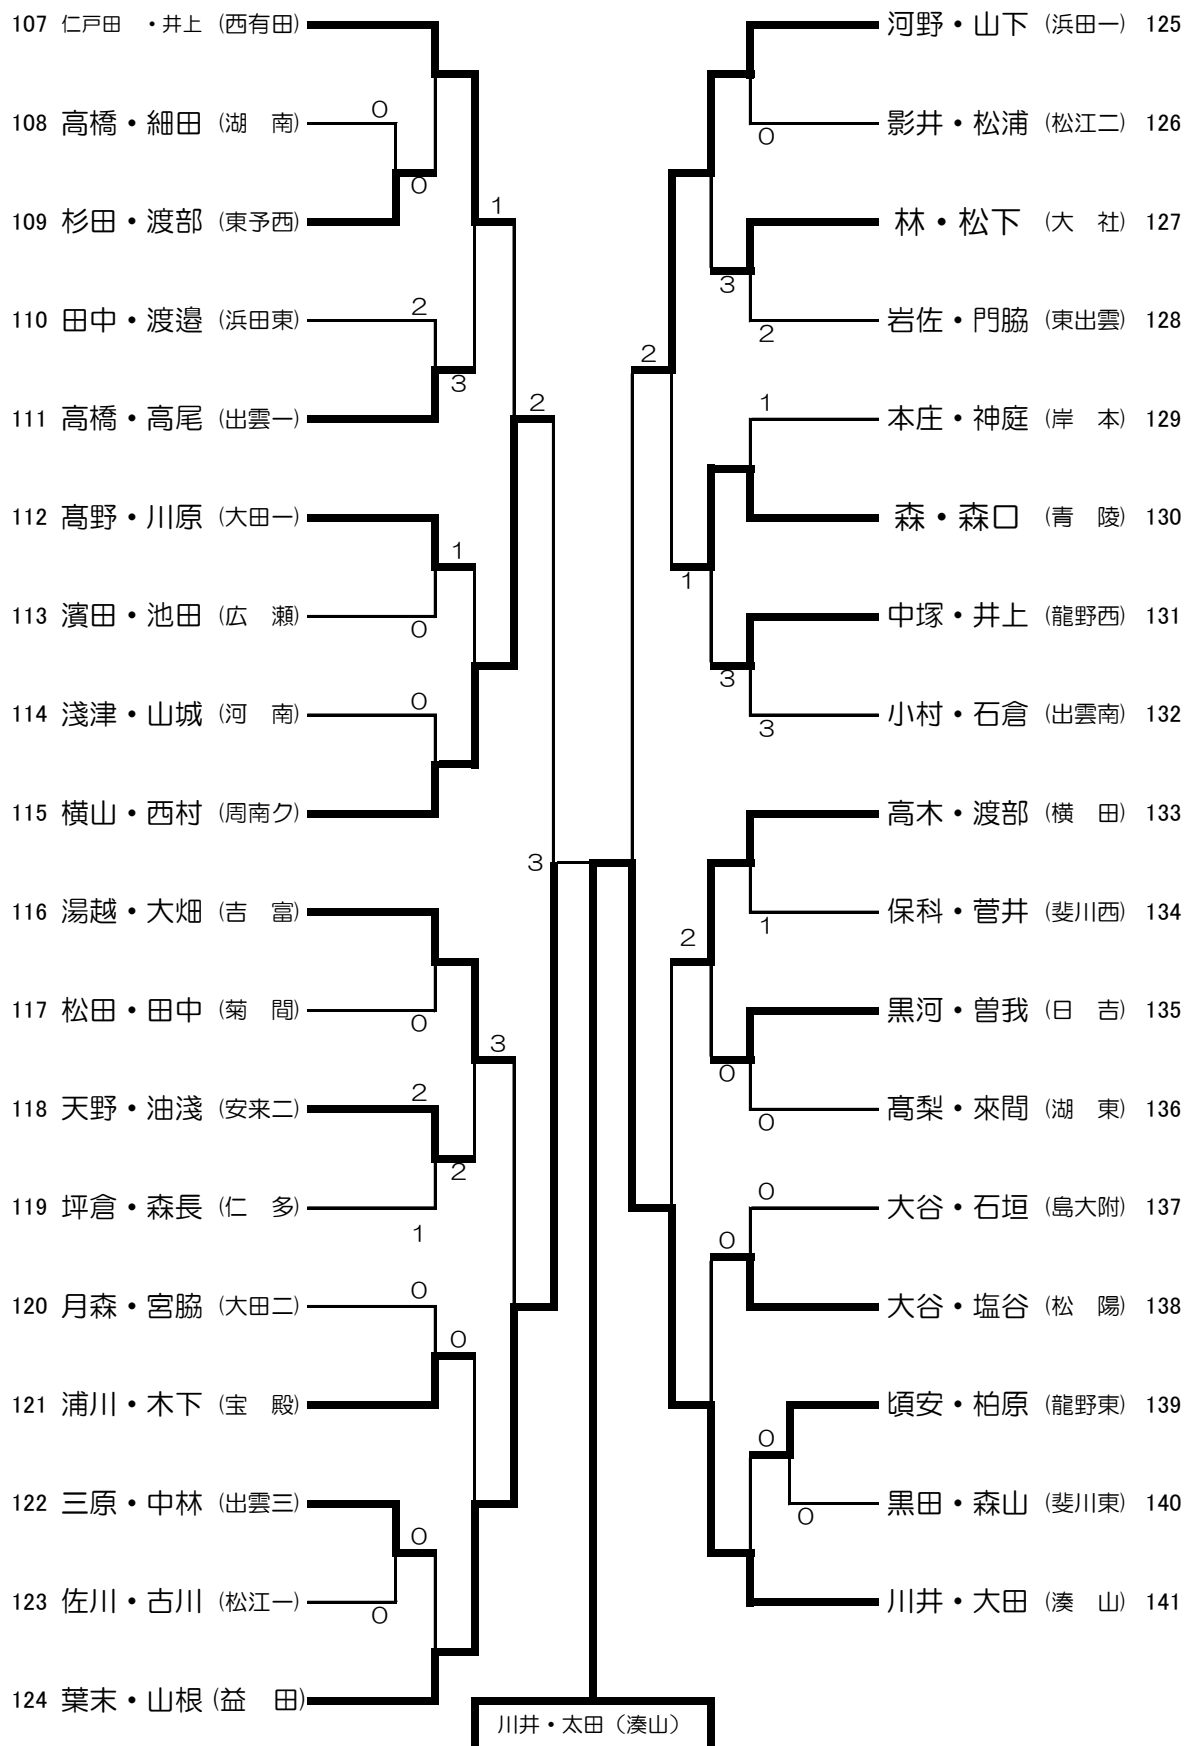 107 仁戸田 ・井上 (西有田)
0
108 高橋・細田 (湖 南)
0
109 杉田・渡部 (東予西)
1
2
110 田中・渡邉 (浜田東)
3
111 高橋・高尾 (出雲一)
2
112 髙野・川原 (大田一)
1
113 濱田・池田 (広 瀬)
0
0
114 淺津・山城 (河 南)
115 横山・西村 (周南夕)
3
116 湯越・大畑 (吉 富)
117 松田・田中 (菊 間)
0
3
2
118 天野・油淺 (安来二)
2
119 坪倉・森長 (仁 多)
1
0
120 月森・宮脇 (大田二)
0
121 浦川・木下 (宝 殿)
122 三原・中林 (出雲三)
0
123 佐川・古川 (松江一)
0
124 葉末・山根 (益 田)
河野・山下 (浜田一) 125
影井・松浦 (松江二) 126
0
林・松下 (大 社) 127
3
岩佐・門脇 (東出雲) 128
2
2
1
本庄・神庭 (岸 本) 129
森・森口 (青 陵) 130
1
中塚・井上 (龍野西) 131
3
小村・石倉 (出雲南) 132
3
高木・渡部 (横 田) 133
保科・菅井 (斐川西) 134
1
2
黒河・曽我 (日 吉) 135
0
髙梨・來間 (湖 東) 136
0
0
大谷・石垣 (島大附) 137
0
大谷・塩谷 (松 陽) 138
頃安・柏原 (龍野東) 139
0
黒田・森山 (斐川東) 140
0
川井・大田 (湊 山) 141
川井・太田（湊山）